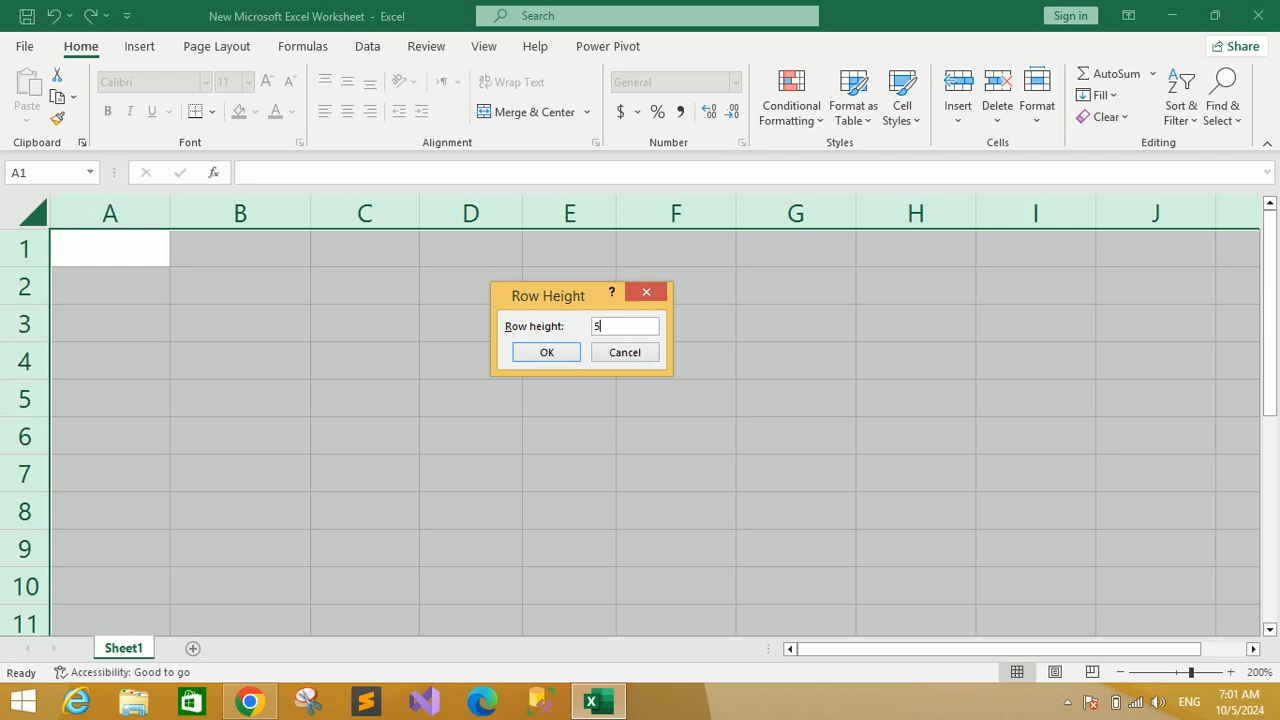 New Microsoft Excel Worksheet - Excel
Search
Sign in
File Home Insert Page Layout Formulas Data Review View Help Power Pivot
Share
Paste
Clipboard
Calibri 11
B I U A
Font
Wrap Text
Merge & Center
Alignment
General
$ % ,
Number
Conditional Formatting
Format as Table
Cell Styles
Styles
Insert Delete Format
Cells
AutoSum
Fill
Clear
Sort & Filter
Find & Select
Editing
A1
fx
A B C D E F G H I J
1
2
3
4
5
6
7
8
9
10
11
Row Height ?
Row height: 5
OK Cancel
Sheet1
Ready Accessibility: Good to go 200%
ENG
7:01 AM
10/5/2024